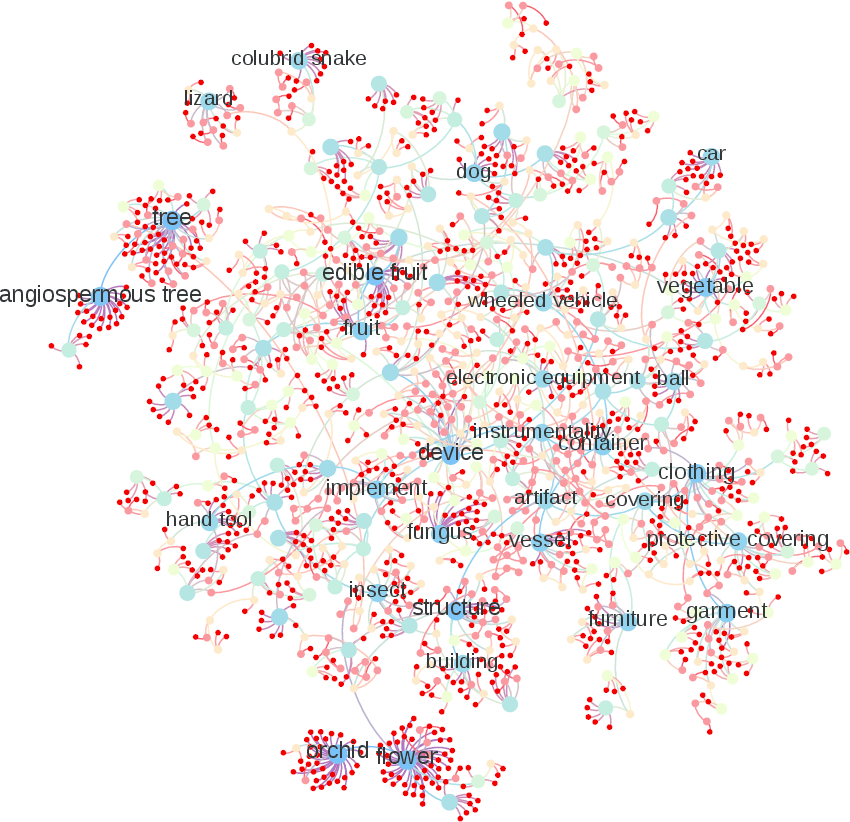 colubrid snake
lizard
car
dog
tree
edible fruit
vegetable
angiospermous tree
wheeled vehicle
fruit
electronic equipment
ball
instrumentality
container
device
clothing
implement
artifact
covering
hand tool
fungus
vessel
protective covering
insect
structure
furniture
garment
building
orchid
flower